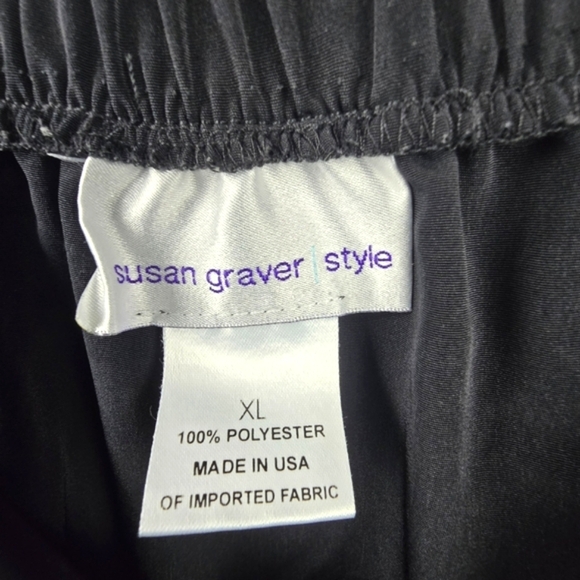 susan graver | style
XL
100% POLYESTER
MADE IN USA
OF IMPORTED FABRIC